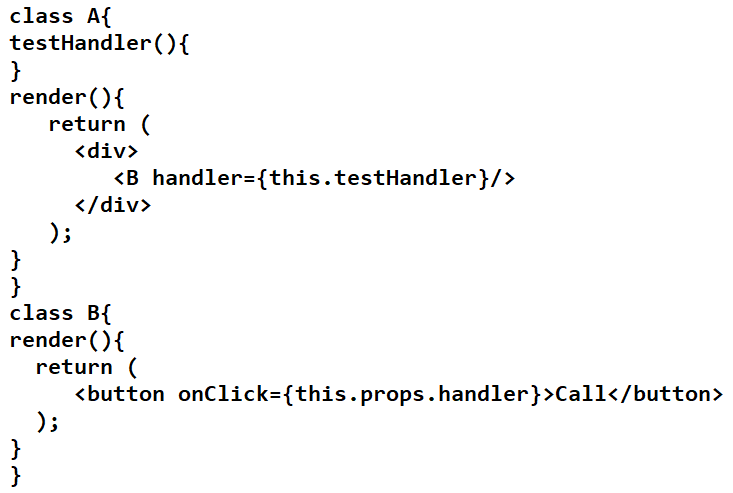 class A{
testHandler(){
}
render(){
   return (
     <div>
        <B handler={this.testHandler}/>
     </div>
   );
}
}
class B{
render(){
  return (
     <button onClick={this.props.handler}>Call</button>
  );
}
}